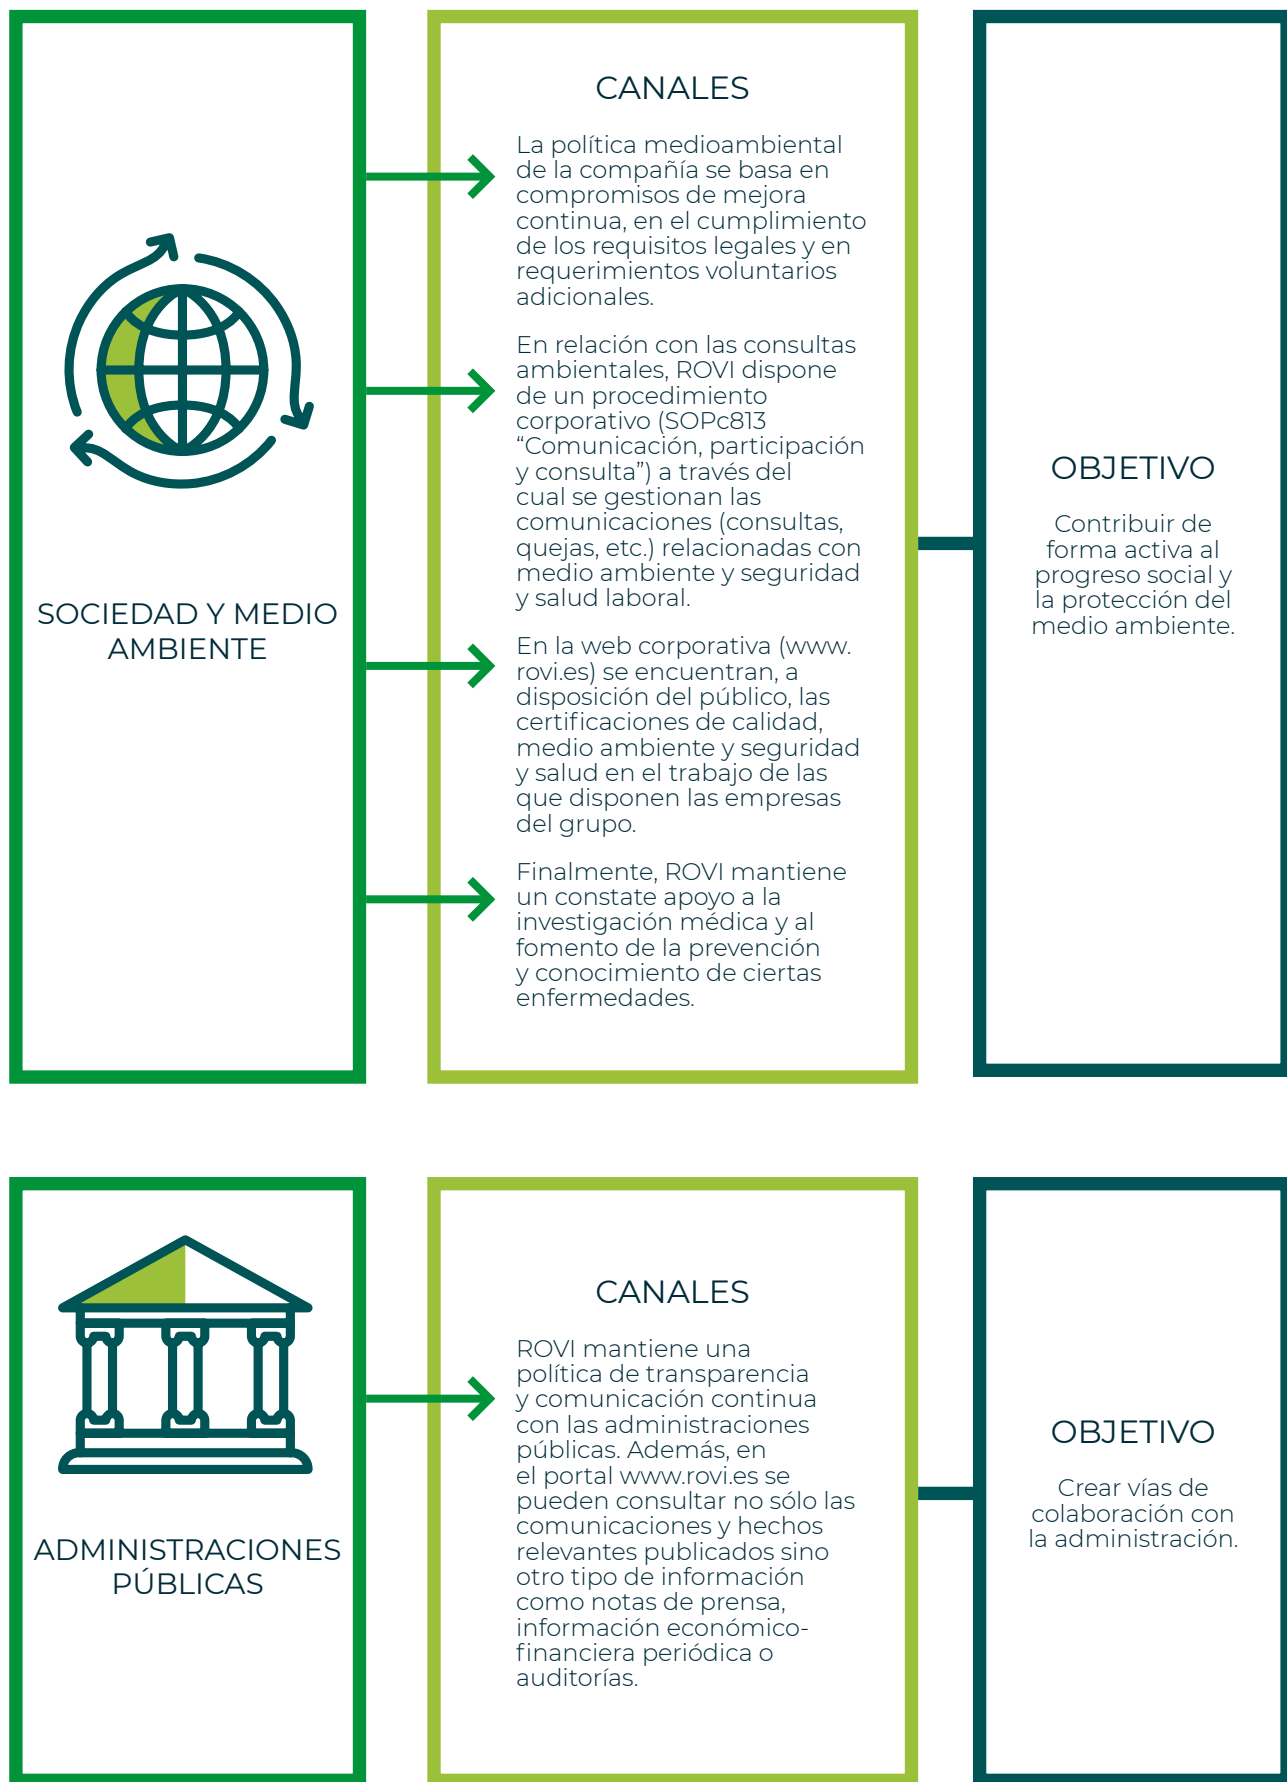 SOCIEDAD Y MEDIO
AMBIENTE
CANALES
La política medioambiental
de la compañía se basa en
compromisos de mejora
continua, en el cumplimiento
de los requisitos legales y en
requerimientos voluntarios
adicionales.
En relación con las consultas
ambientales, ROVI dispone
de un procedimiento
corporativo (SOPc813
“Comunicación, participación
y consulta”) a través del
cual se gestionan las
comunicaciones (consultas,
quejas, etc.) relacionadas con
medio ambiente y seguridad
y salud laboral.
En la web corporativa (www.
rovi.es) se encuentran, a
disposición del público, las
certificaciones de calidad,
medio ambiente y seguridad
y salud en el trabajo de las
que disponen las empresas
del grupo.
Finalmente, ROVI mantiene
un constate apoyo a la
investigación médica y al
fomento de la prevención
y conocimiento de ciertas
enfermedades.
OBJETIVO
Contribuir de
forma activa al
progreso social y
la protección del
medio ambiente.
ADMINISTRACIONES
PÚBLICAS
CANALES
ROVI mantiene una
política de transparencia
y comunicación continua
con las administraciones
públicas. Además, en
el portal www.rovi.es se
pueden consultar no sólo las
comunicaciones y hechos
relevantes publicados sino
otro tipo de información
como notas de prensa,
información económico-
financiera periódica o
auditorías.
OBJETIVO
Crear vías de
colaboración con
la administración.